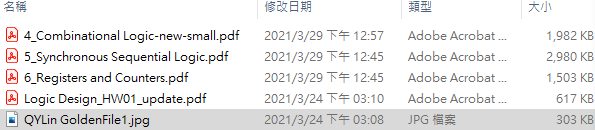 名稱 修改日期 類型 大小
4_Combinational Logic-new-small.pdf 2021/3/29 下午 12:57 Adobe Acrobat ... 1,982 KB
5_Synchronous Sequential Logic.pdf 2021/3/29 下午 12:45 Adobe Acrobat ... 2,980 KB
6_Registers and Counters.pdf 2021/3/29 下午 12:45 Adobe Acrobat ... 1,503 KB
Logic Design_HW01_update.pdf 2021/3/24 下午 03:10 Adobe Acrobat ... 617 KB
QYLin GoldenFile1.jpg 2021/3/24 下午 03:08 JPG 檔案 303 KB